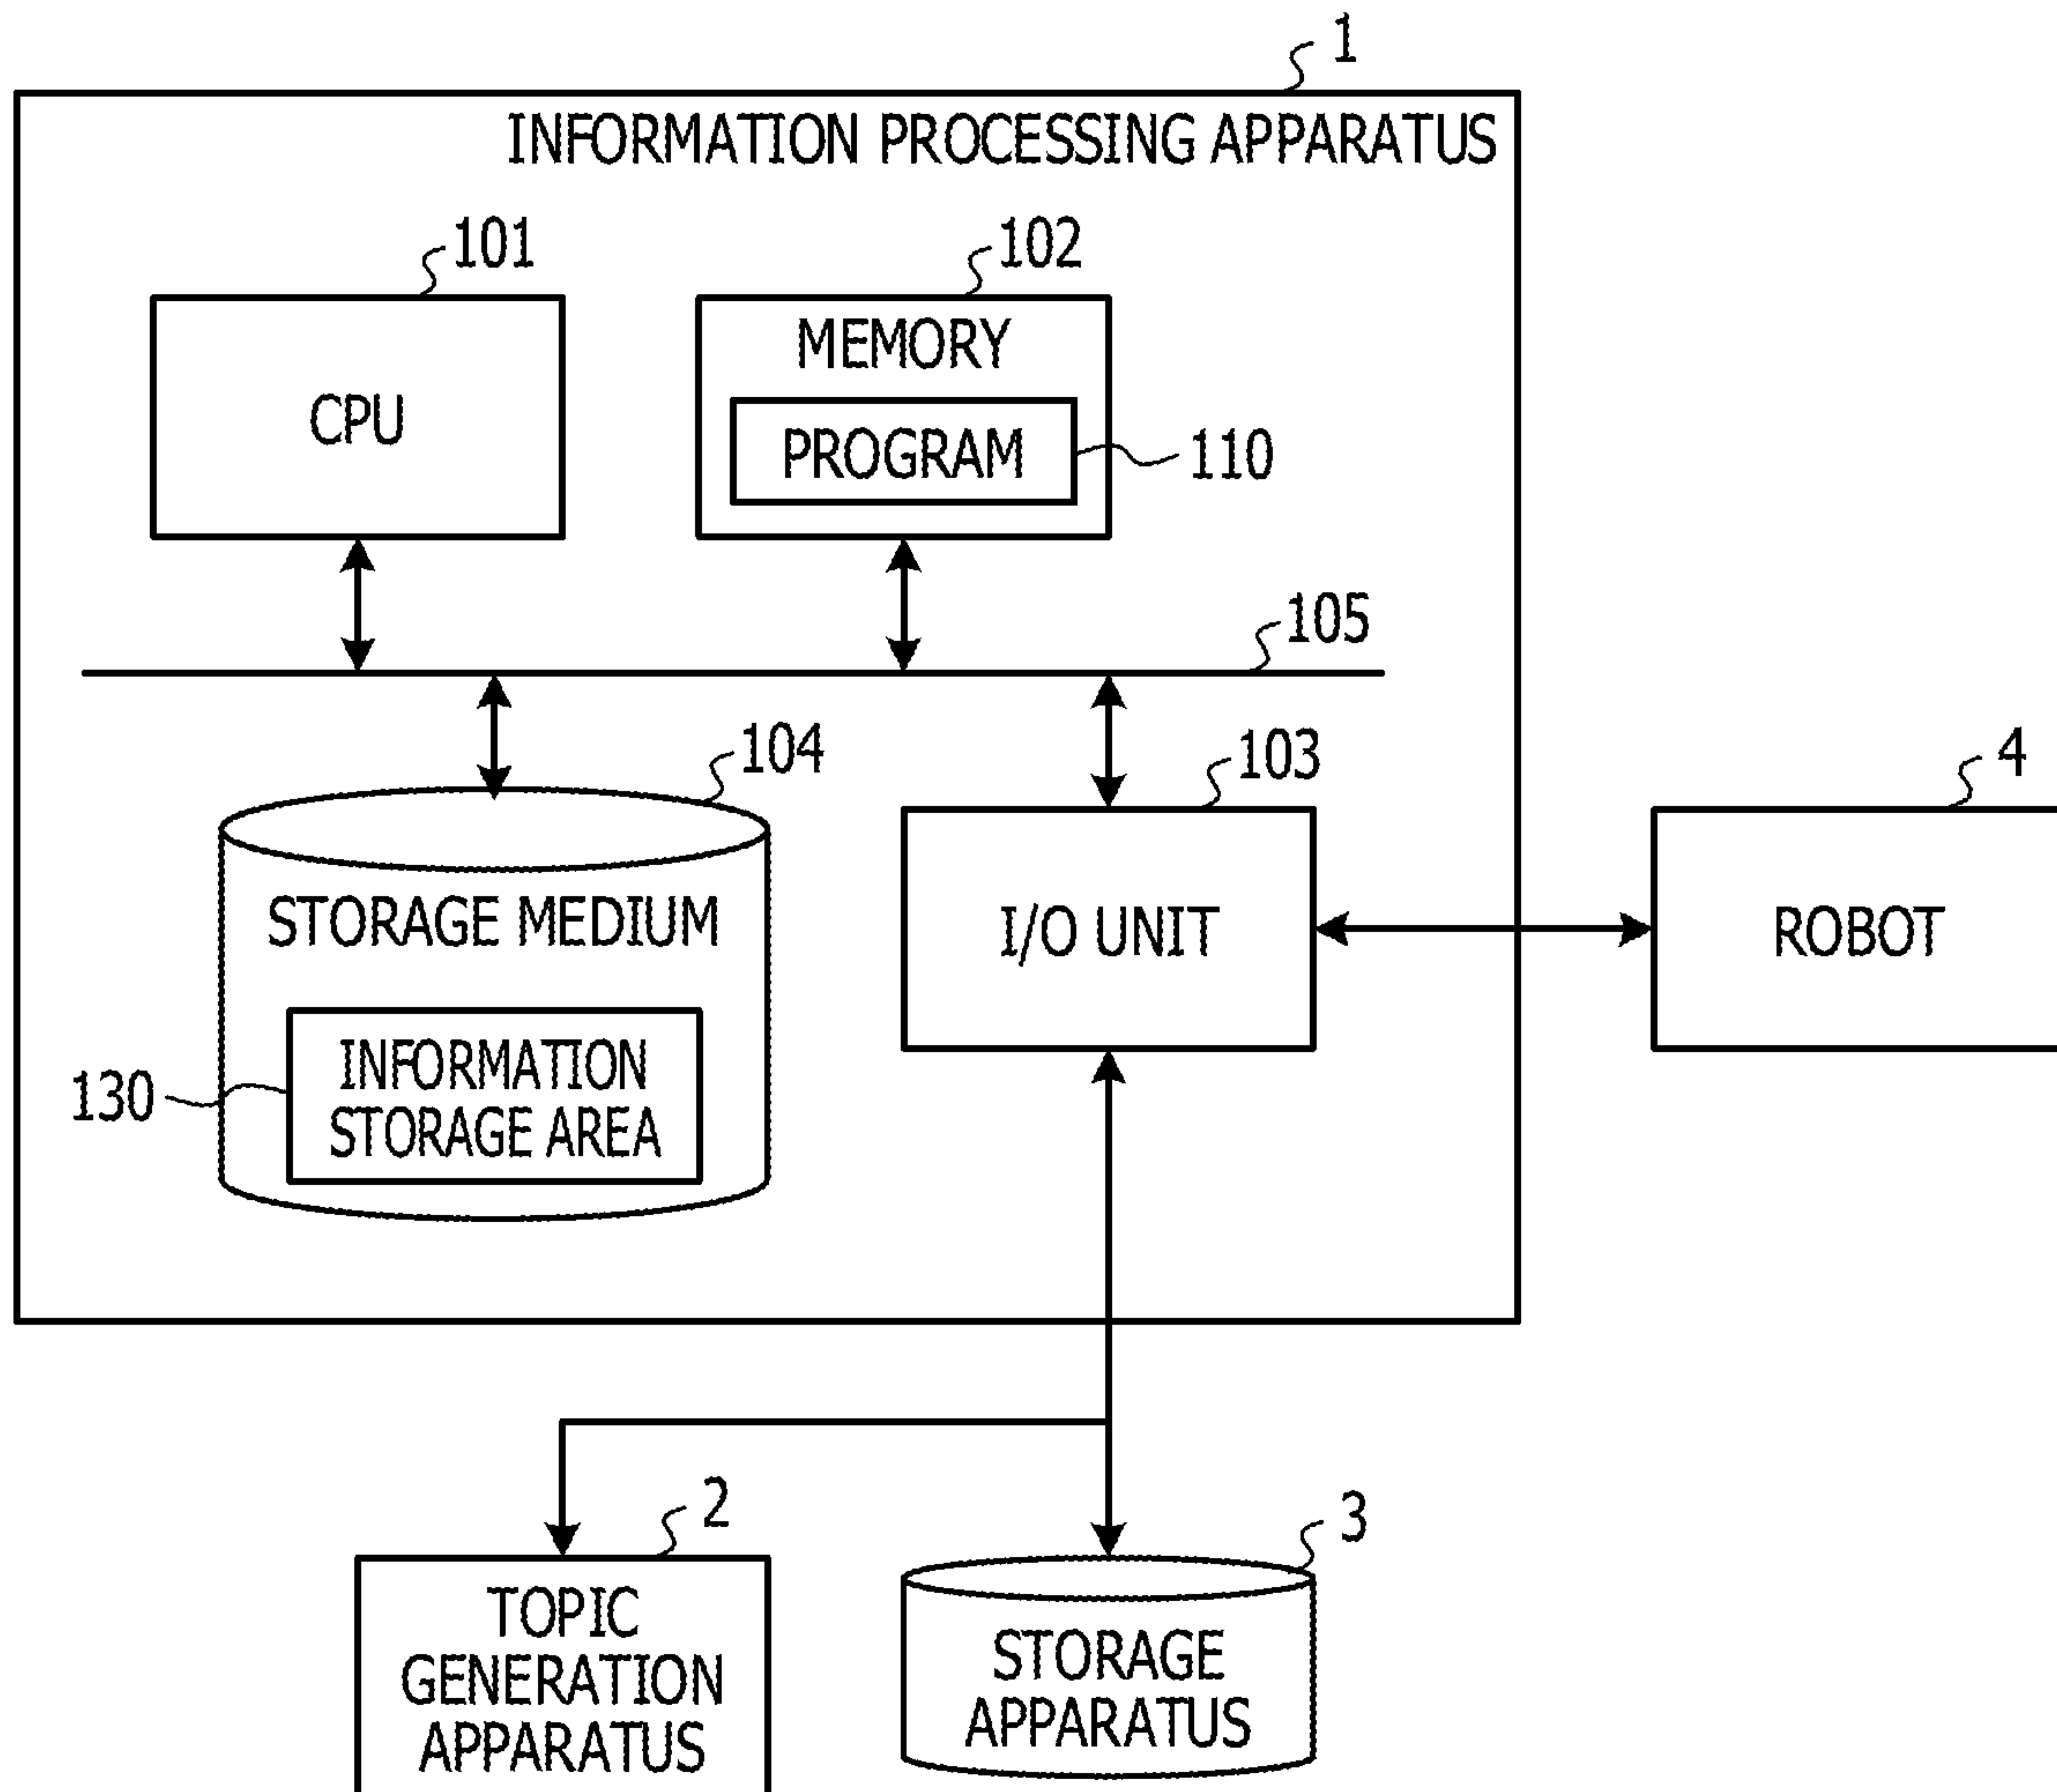 1
INFORMATION PROCESSING APPARATUS
101
102
CPU
MEMORY
PROGRAM
110
105
104
103
4
STORAGE MEDIUM
I/O UNIT
ROBOT
130
INFORMATION
STORAGE AREA
2
3
TOPIC
GENERATION
APPARATUS
STORAGE
APPARATUS